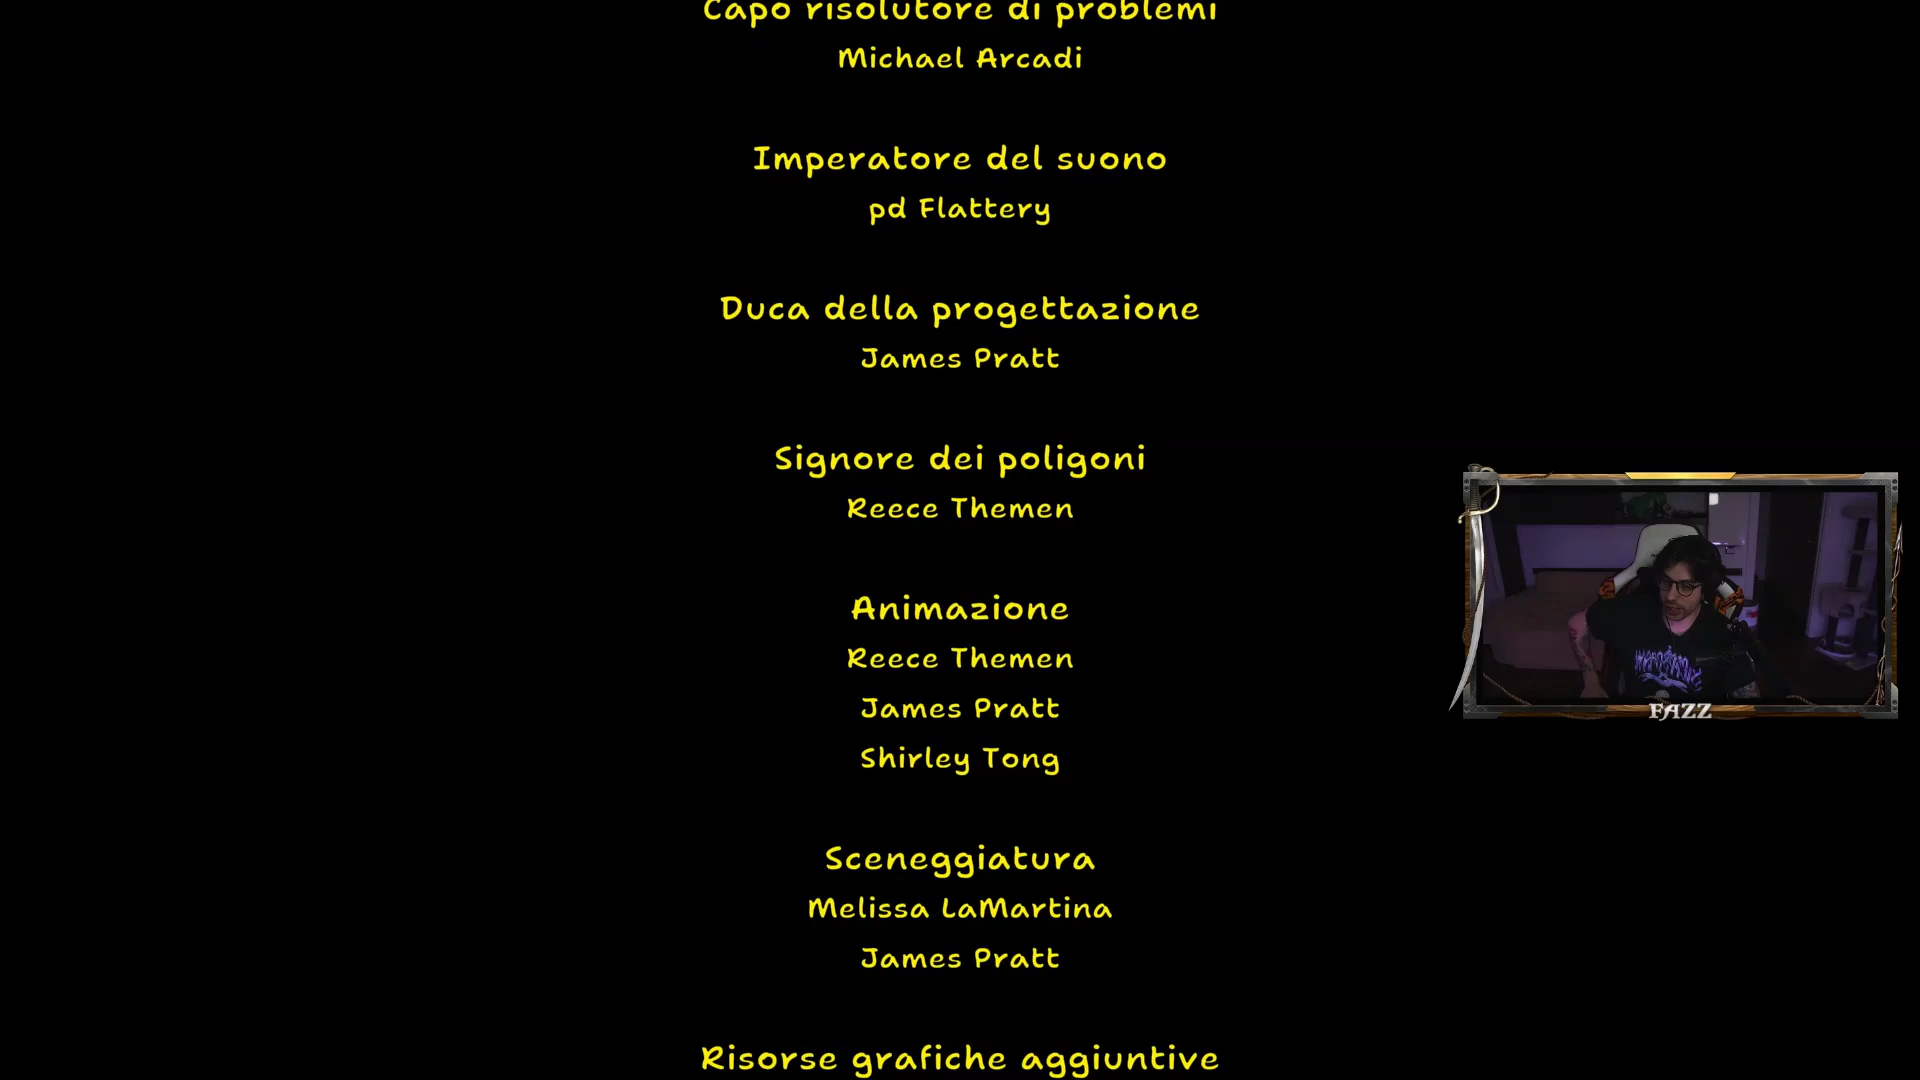 Capo risolutore di problemi
Michael Arcadi
Imperatore del suono
pd Flattery
Duca della progettazione
James Pratt
Signore dei poligoni
Reece Themen
Animazione
Reece Themen
James Pratt
Shirley Tong
Sceneggiatura
Melissa LaMartina
James Pratt
Risorse grafiche aggiuntive
FAZZ